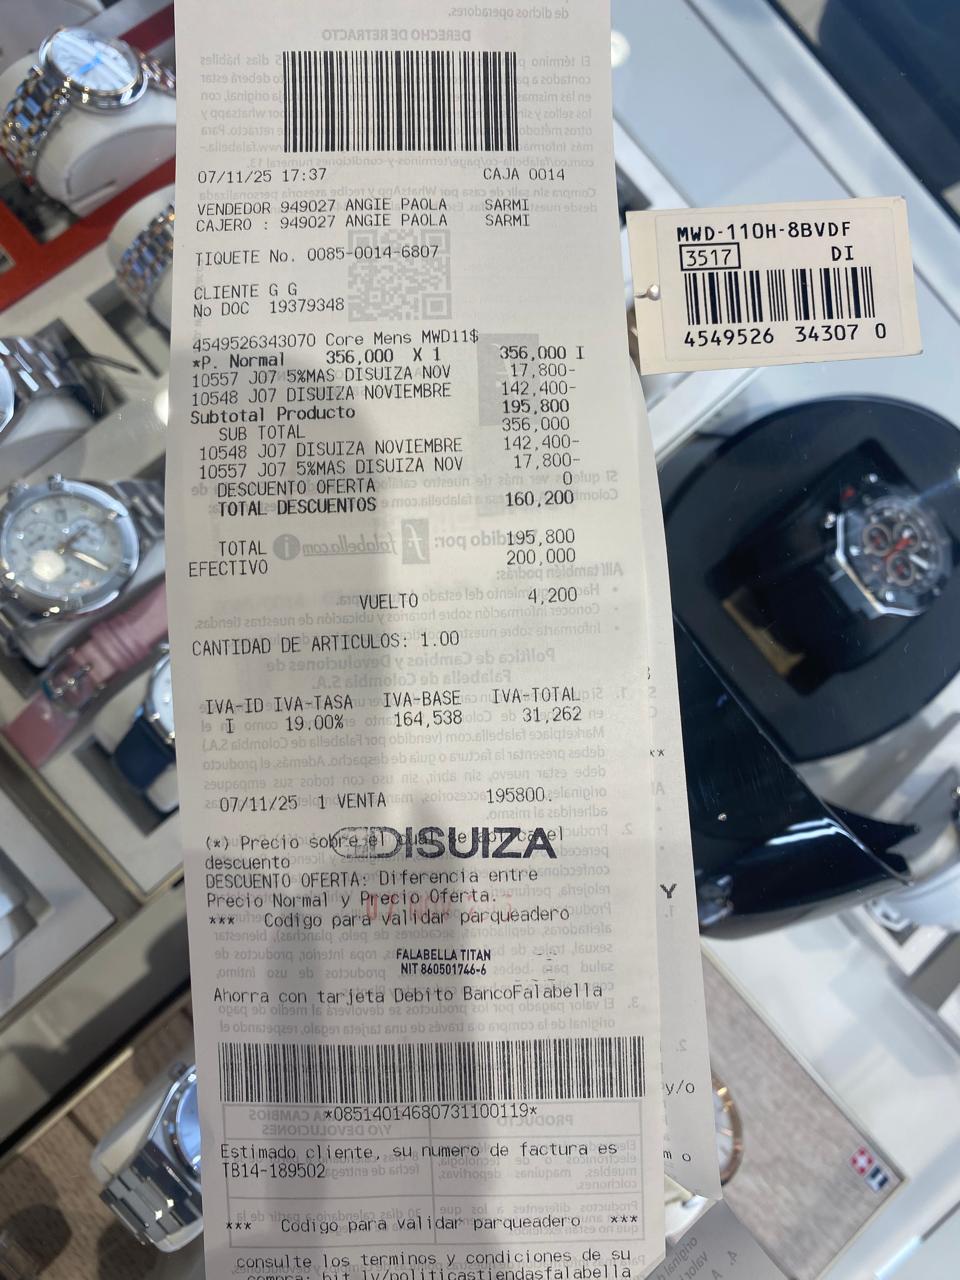 07/11/25 17:37 CAJA 0014
VENDEDOR 949027 ANGIE PAOLA SARMI
CAJERO : 949027 ANGIE PAOLA SARMI
TIQUETE No. 0085-0014-6807
CLIENTE G G
No DOC 19379348
4549526343070 Core Mens MWD11$
*P. Normal 356,000 X 1 356,000 I
10557 J07 5%MAS DISUIZA NOV 17,800-
10548 J07 DISUIZA NOVIEMBRE 142,400-
Subtotal Producto 195,800
SUB TOTAL 356,000
10548 J07 DISUIZA NOVIEMBRE 142,400-
10557 J07 5%MAS DISUIZA NOV 17,800-
DESCUENTO OFERTA 0
TOTAL DESCUENTOS 160,200
TOTAL 195,800
EFECTIVO 200,000
VUELTO 4,200
CANTIDAD DE ARTICULOS: 1.00
IVA-ID IVA-TASA IVA-BASE IVA-TOTAL
I 19.00% 164,538 31,262
07/11/25 1 VENTA 195800.
(*) Precio sobre el que se aplica el
descuento
DISUIZA
DESCUENTO OFERTA: Diferencia entre
Precio Normal y Precio Oferta.
*** Codigo para validar parqueadero
FALABELLA TITAN
NIT 860501746-6
Ahorra con tarjeta Debito BancoFalabella
*08514014680731100119*
Estimado cliente, su numero de factura es
TB14-189502
*** Codigo para validar parqueadero ***
consulte los terminos y condiciones de su
compra: bit.ly/politicastiendasfalabella
MWD-110H-8BVDF
3517 DI
4549526 34307 0
**
Y
y/o
m o